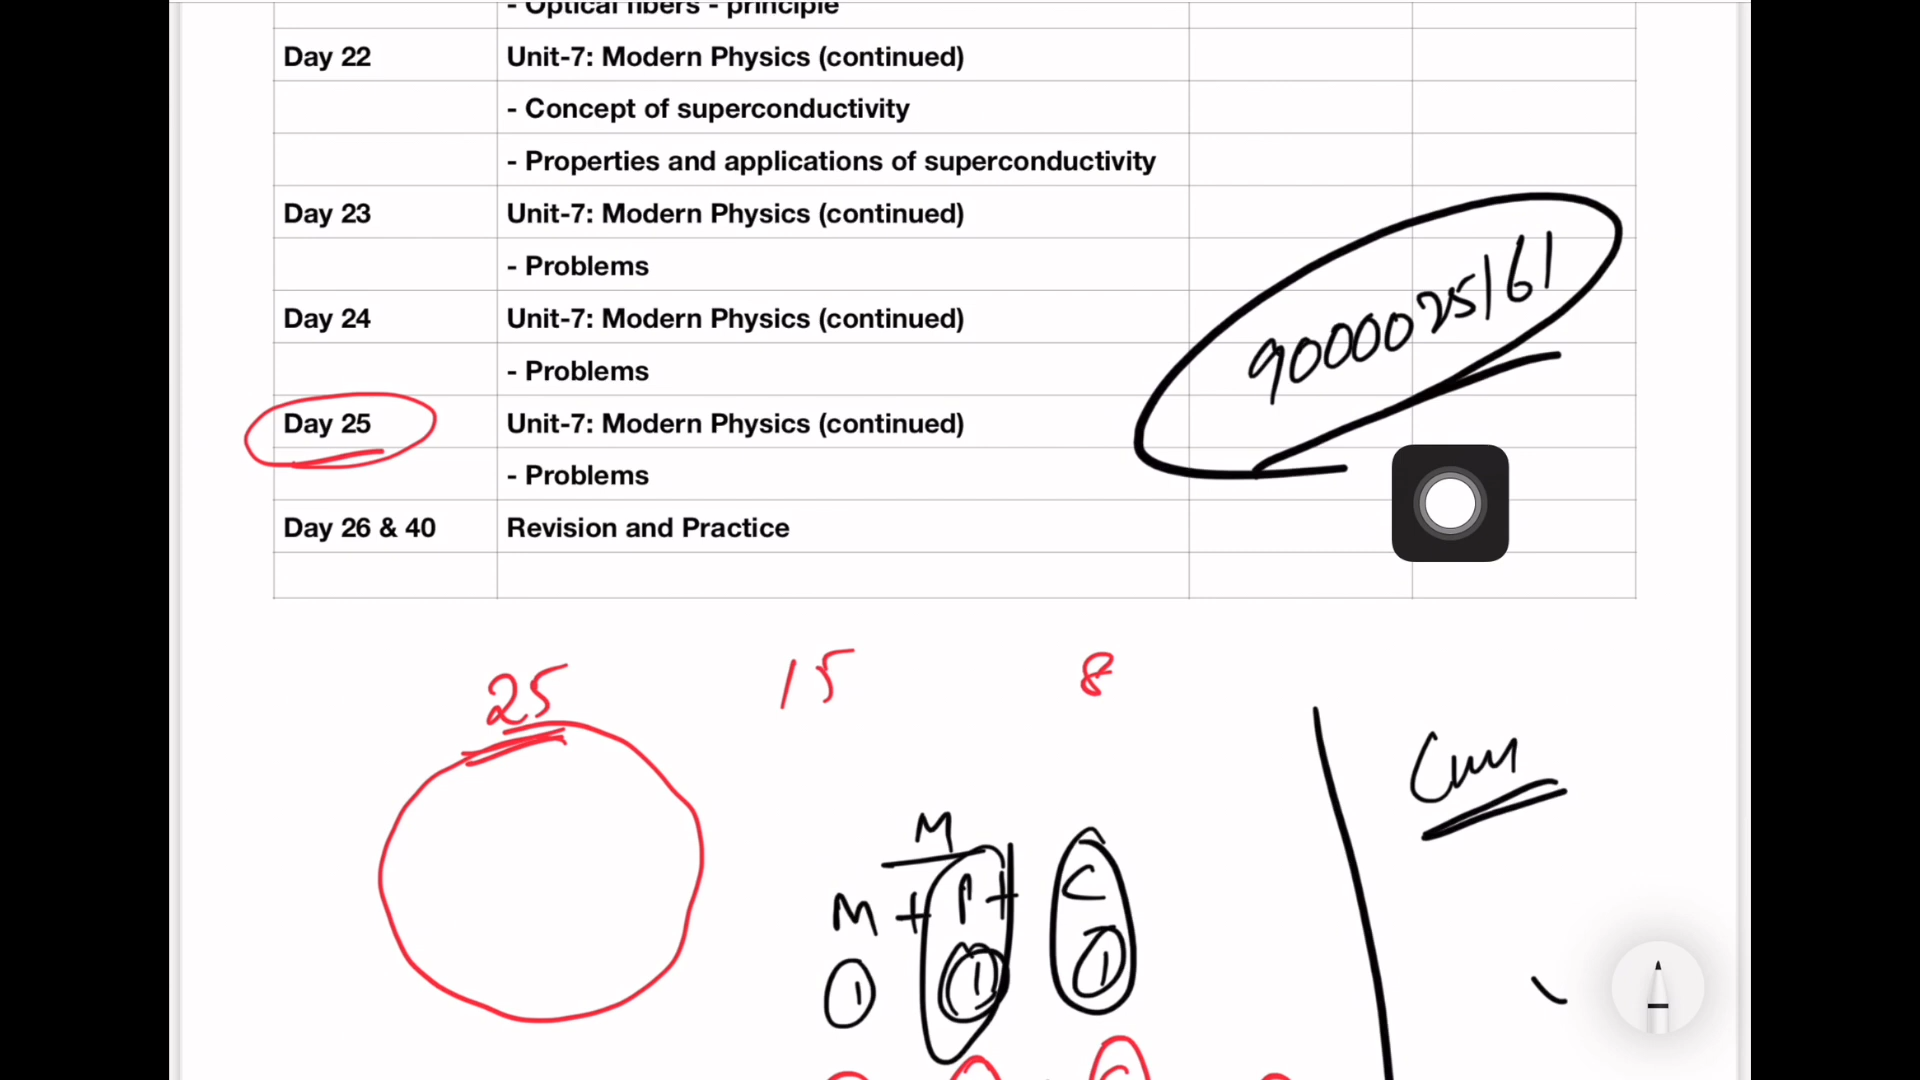 - Optical fibers - principle
Day 22 Unit-7: Modern Physics (continued)
- Concept of superconductivity
- Properties and applications of superconductivity
Day 23 Unit-7: Modern Physics (continued)
- Problems
9000025161
Day 24 Unit-7: Modern Physics (continued)
- Problems
Day 25 Unit-7: Modern Physics (continued)
- Problems
Day 26 & 40 Revision and Practice
25 15 8
M
M + P + C
1 1 1